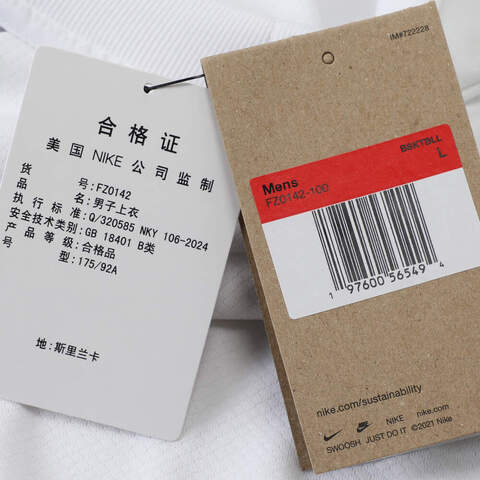 合格证
美国 NIKE 公司监制
货号:FZ0142
品名:男子上衣
执行标准:Q/320585 NKY 106-2024
安全技术类别:GB 18401 B类
产品等级:合格品
号型:175/92A
地:斯里兰卡
IM#722228
BSKTBLL
L
Mens
FZ0142-100
1 97600 56549 4
nike.com/sustainability
NIKE nike.com
SWOOSH JUST DO IT ©2021 Nike